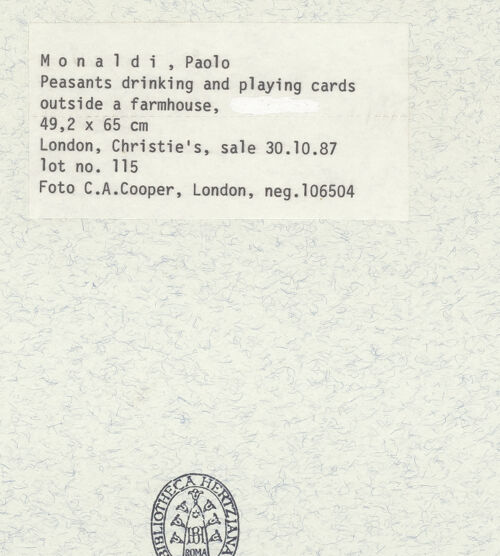 M o n a l d i , Paolo
Peasants drinking and playing cards
outside a farmhouse,
49,2 x 65 cm
London, Christie's, sale 30.10.87
lot no. 115
Foto C.A.Cooper, London, neg.106504
BIBLIOTHECA HERTZIANA
BH
ROMA